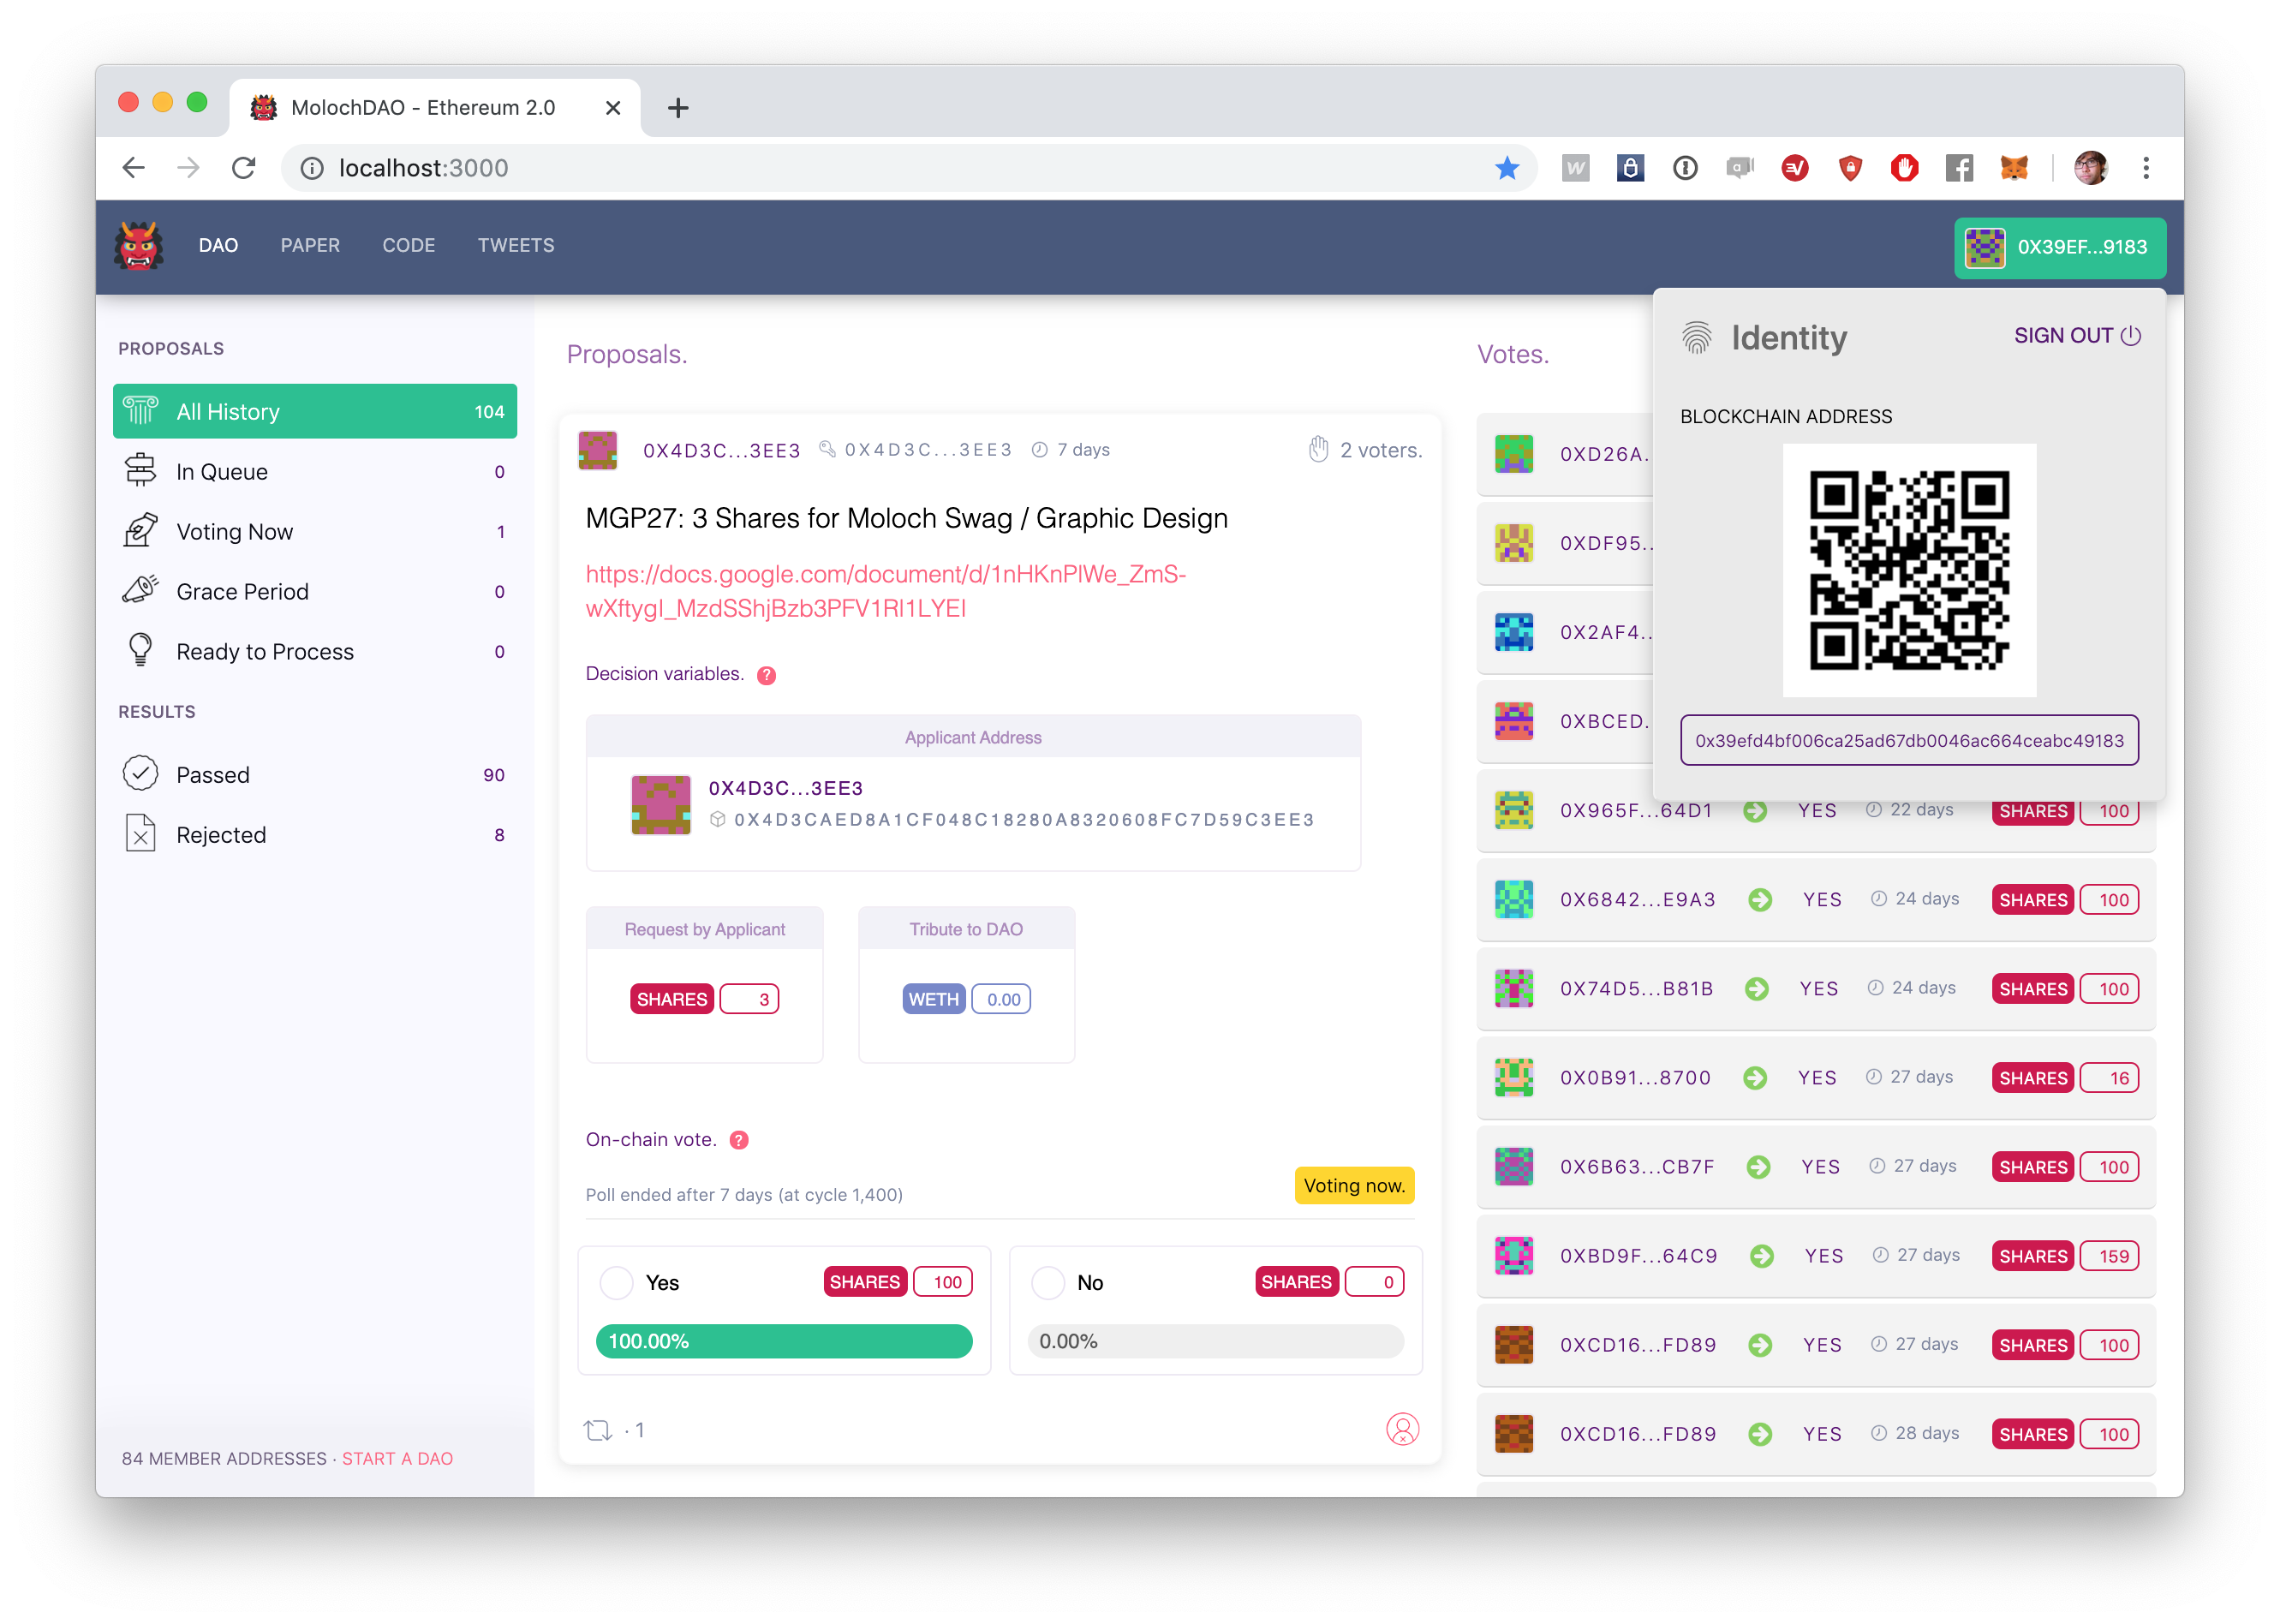 MolochDAO - Ethereum 2.0
localhost:3000
DAO PAPER CODE TWEETS
0X39EF...9183
PROPOSALS
All History 104
In Queue 0
Voting Now 1
Grace Period 0
Ready to Process 0
RESULTS
Passed 90
Rejected 8
84 MEMBER ADDRESSES · START A DAO
Proposals.
0X4D3C...3EE3 0X4D3C...3EE3 7 days 2 voters.
MGP27: 3 Shares for Moloch Swag / Graphic Design
https://docs.google.com/document/d/1nHKnPlWe_ZmS-
wXftygI_MzdSShjBzb3PFV1RI1LYEI
Decision variables. ?
Applicant Address
0X4D3C...3EE3
0X4D3CAED8A1CF048C18280A8320608FC7D59C3EE3
Request by Applicant
SHARES 3
Tribute to DAO
WETH 0.00
On-chain vote. ?
Poll ended after 7 days (at cycle 1,400)
Voting now.
Yes SHARES 100
100.00%
No SHARES 0
0.00%
· 1
Votes.
0XD26A.
0XDF95..
0X2AF4..
0XBCED.
0X965F...64D1 YES 22 days SHARES 100
0X6842...E9A3 YES 24 days SHARES 100
0X74D5...B81B YES 24 days SHARES 100
0X0B91...8700 YES 27 days SHARES 16
0X6B63...CB7F YES 27 days SHARES 100
0XBD9F...64C9 YES 27 days SHARES 159
0XCD16...FD89 YES 27 days SHARES 100
0XCD16...FD89 YES 28 days SHARES 100
Identity
SIGN OUT
BLOCKCHAIN ADDRESS
0x39efd4bf006ca25ad67db0046ac664ceabc49183